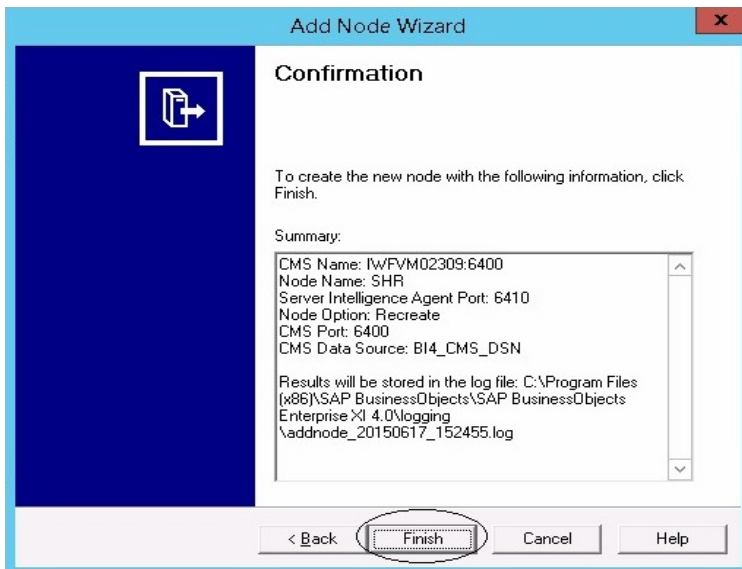 Add Node Wizard
x
Confirmation
To create the new node with the following information, click
Finish.
Summary:
CMS Name: IWFVM02309:6400
Node Name: SHR
Server Intelligence Agent Port: 6410
Node Option: Recreate
CMS Port: 6400
CMS Data Source: BI4_CMS_DSN
Results will be stored in the log file: C:\Program Files
(x86)\SAP BusinessObjects\SAP BusinessObjects
Enterprise XI 4.0\logging
\addnode_20150617_152455.log
< Back Finish Cancel Help